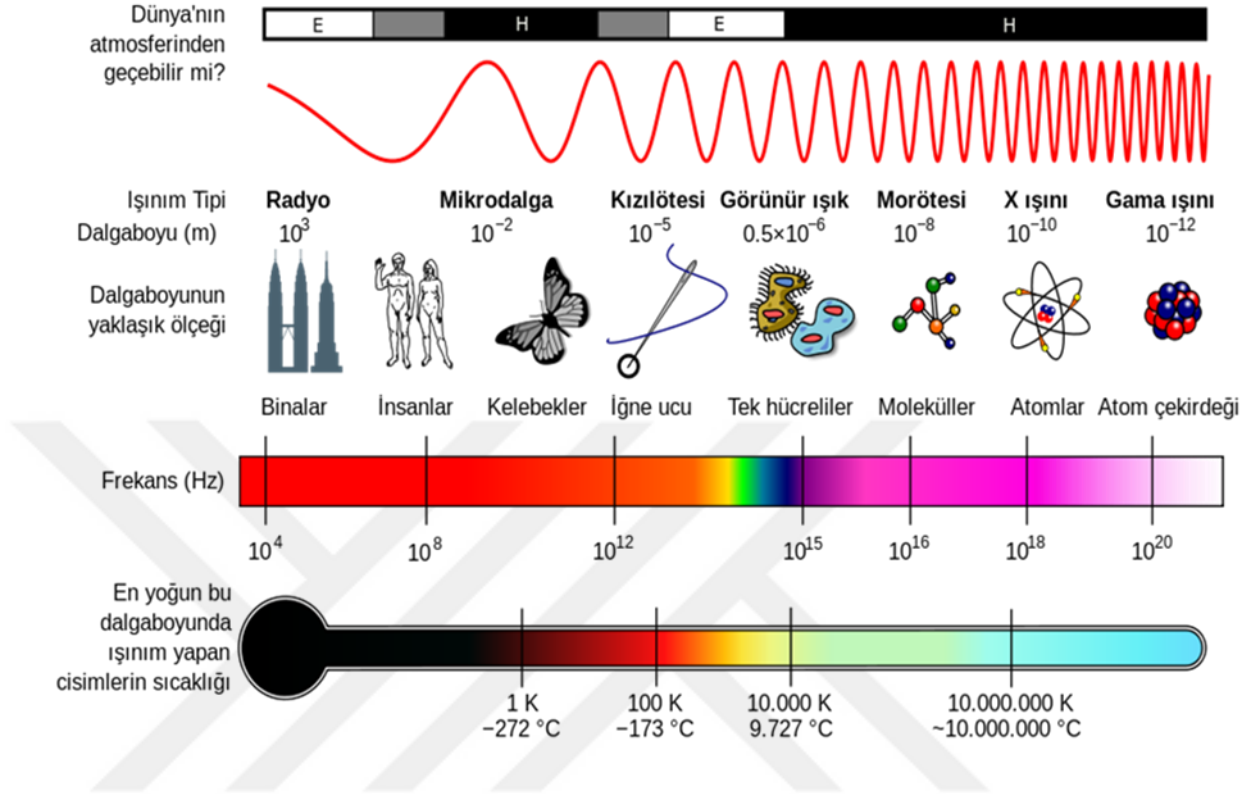 Dünya'nın
atmosferinden
geçebilir mi?
E H E H
Işınım Tipi Radyo Mikrodalga Kızılötesi Görünür ışık Morötesi X ışını Gama ışını
Dalgaboyu (m) 10³ 10⁻² 10⁻⁵ 0.5×10⁻⁶ 10⁻⁸ 10⁻¹⁰ 10⁻¹²
Dalgaboyunun
yaklaşık ölçeği
Binalar İnsanlar Kelebekler İğne ucu Tek hücreliler Moleküller Atomlar Atom çekirdeği
Frekans (Hz)
10⁴ 10⁸ 10¹² 10¹⁵ 10¹⁶ 10¹⁸ 10²⁰
En yoğun bu
dalgaboyunda
ışınım yapan
cisimlerin sıcaklığı
1 K 100 K 10.000 K 10.000.000 K
−272 °C −173 °C 9.727 °C ~10.000.000 °C